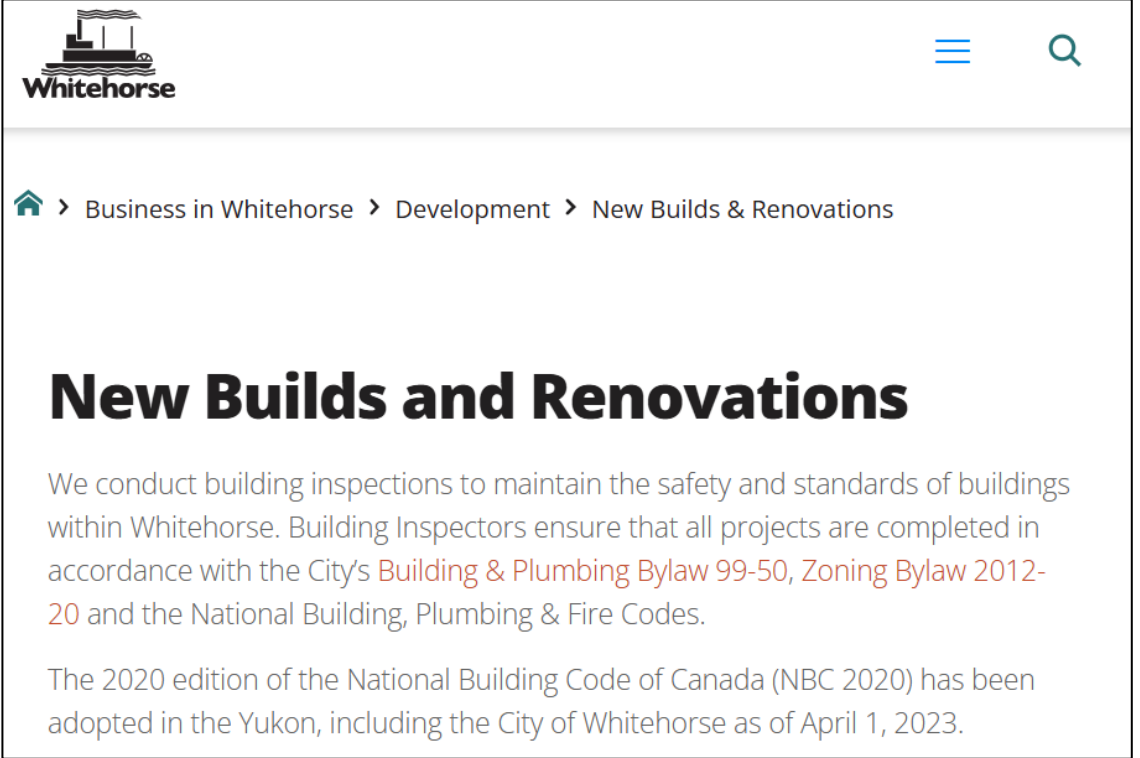 Whitehorse
Business in Whitehorse > Development > New Builds & Renovations
New Builds and Renovations
We conduct building inspections to maintain the safety and standards of buildings
within Whitehorse. Building Inspectors ensure that all projects are completed in
accordance with the City’s Building & Plumbing Bylaw 99-50, Zoning Bylaw 2012-
20 and the National Building, Plumbing & Fire Codes.
The 2020 edition of the National Building Code of Canada (NBC 2020) has been
adopted in the Yukon, including the City of Whitehorse as of April 1, 2023.